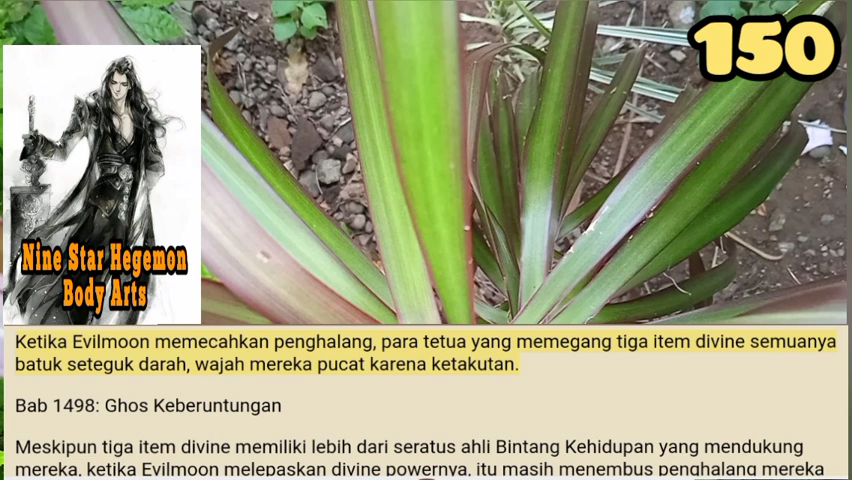 150
Nine Star Hegemon
Body Arts
Ketika Evilmoon memecahkan penghalang, para tetua yang memegang tiga item divine semuanya
batuk seteguk darah, wajah mereka pucat karena ketakutan.
Bab 1498: Ghos Keberuntungan
Meskipun tiga item divine memiliki lebih dari seratus ahli Bintang Kehidupan yang mendukung
mereka, ketika Evilmoon melepaskan divine powernya, itu masih menembus penghalang mereka